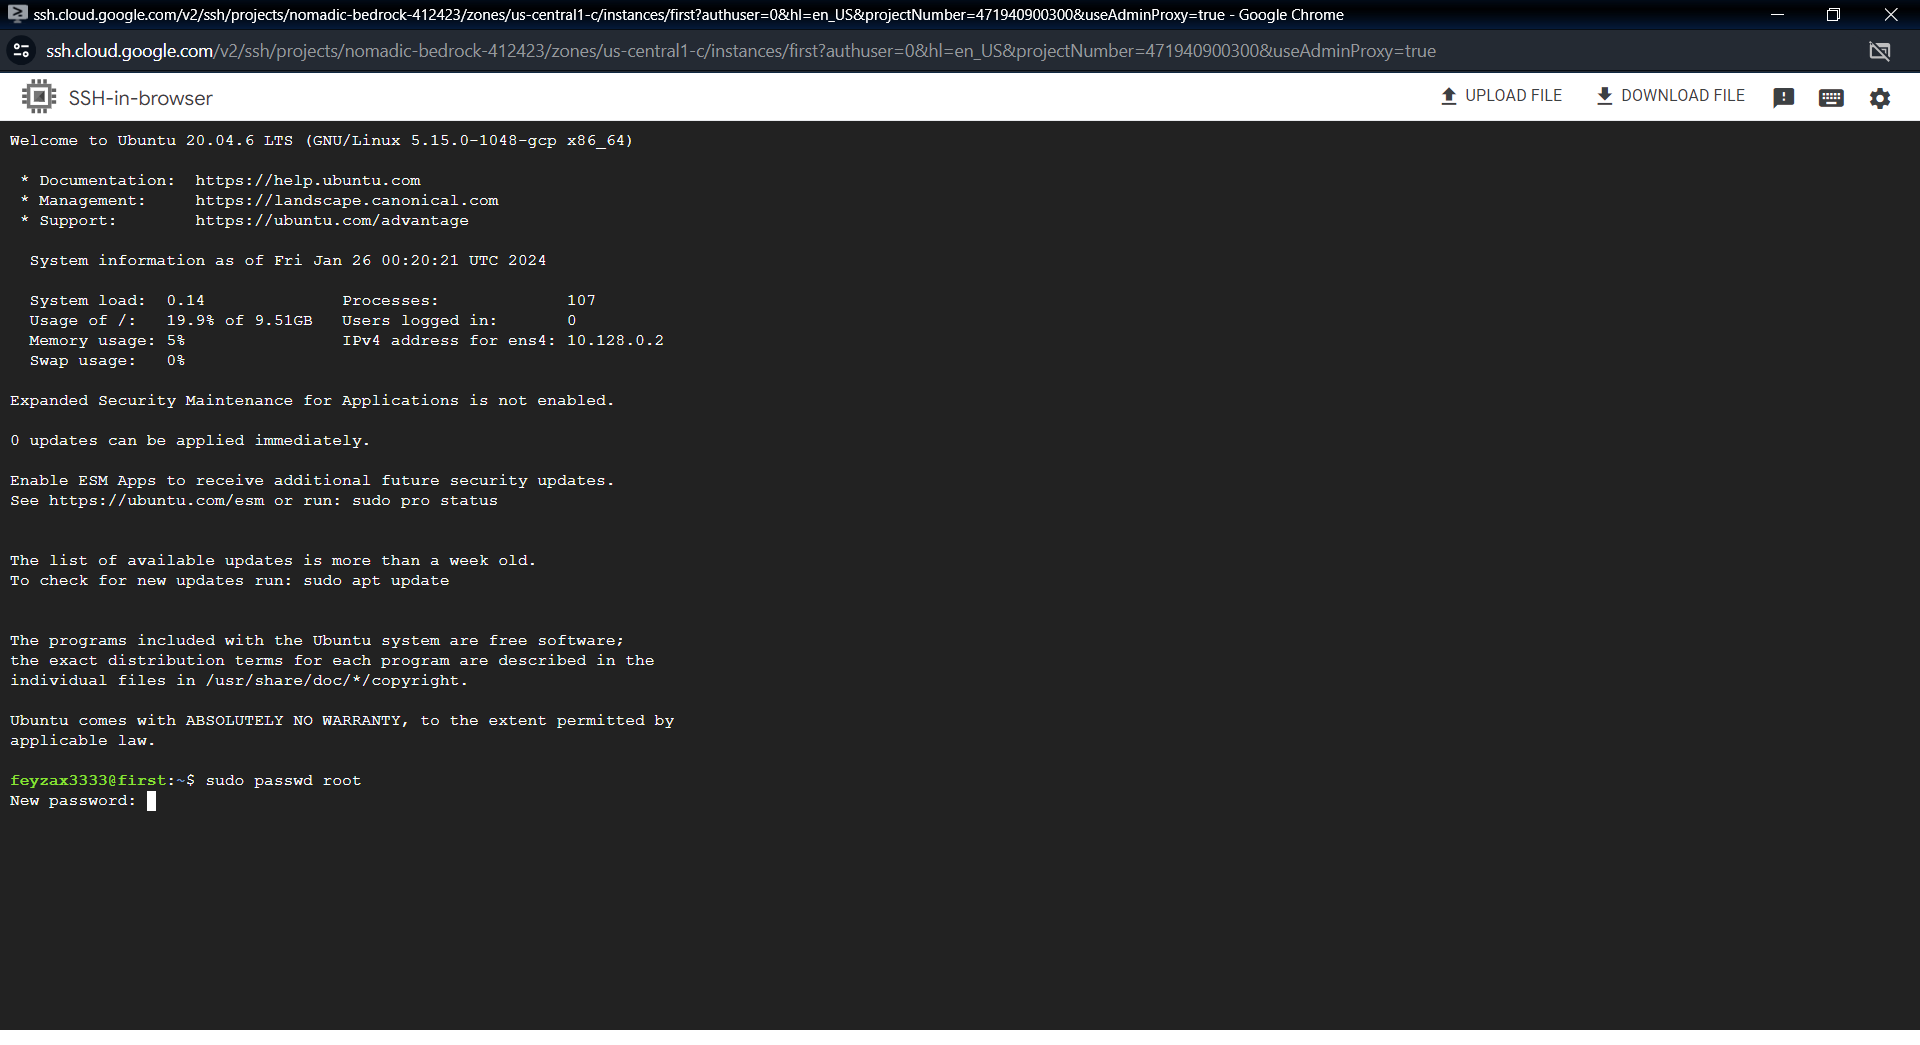 ssh.cloud.google.com/v2/ssh/projects/nomadic-bedrock-412423/zones/us-central1-c/instances/first?authuser=0&hl=en_US&projectNumber=471940900300&useAdminProxy=true - Google Chrome
ssh.cloud.google.com/v2/ssh/projects/nomadic-bedrock-412423/zones/us-central1-c/instances/first?authuser=0&hl=en_US&projectNumber=471940900300&useAdminProxy=true
SSH-in-browser UPLOAD FILE DOWNLOAD FILE
Welcome to Ubuntu 20.04.6 LTS (GNU/Linux 5.15.0-1048-gcp x86_64)
* Documentation: https://help.ubuntu.com
* Management: https://landscape.canonical.com
* Support: https://ubuntu.com/advantage
System information as of Fri Jan 26 00:20:21 UTC 2024
System load: 0.14 Processes: 107
Usage of /: 19.9% of 9.51GB Users logged in: 0
Memory usage: 5% IPv4 address for ens4: 10.128.0.2
Swap usage: 0%
Expanded Security Maintenance for Applications is not enabled.
0 updates can be applied immediately.
Enable ESM Apps to receive additional future security updates.
See https://ubuntu.com/esm or run: sudo pro status
The list of available updates is more than a week old.
To check for new updates run: sudo apt update
The programs included with the Ubuntu system are free software;
the exact distribution terms for each program are described in the
individual files in /usr/share/doc/*/copyright.
Ubuntu comes with ABSOLUTELY NO WARRANTY, to the extent permitted by
applicable law.
feyzax3333@first:~$ sudo passwd root
New password: